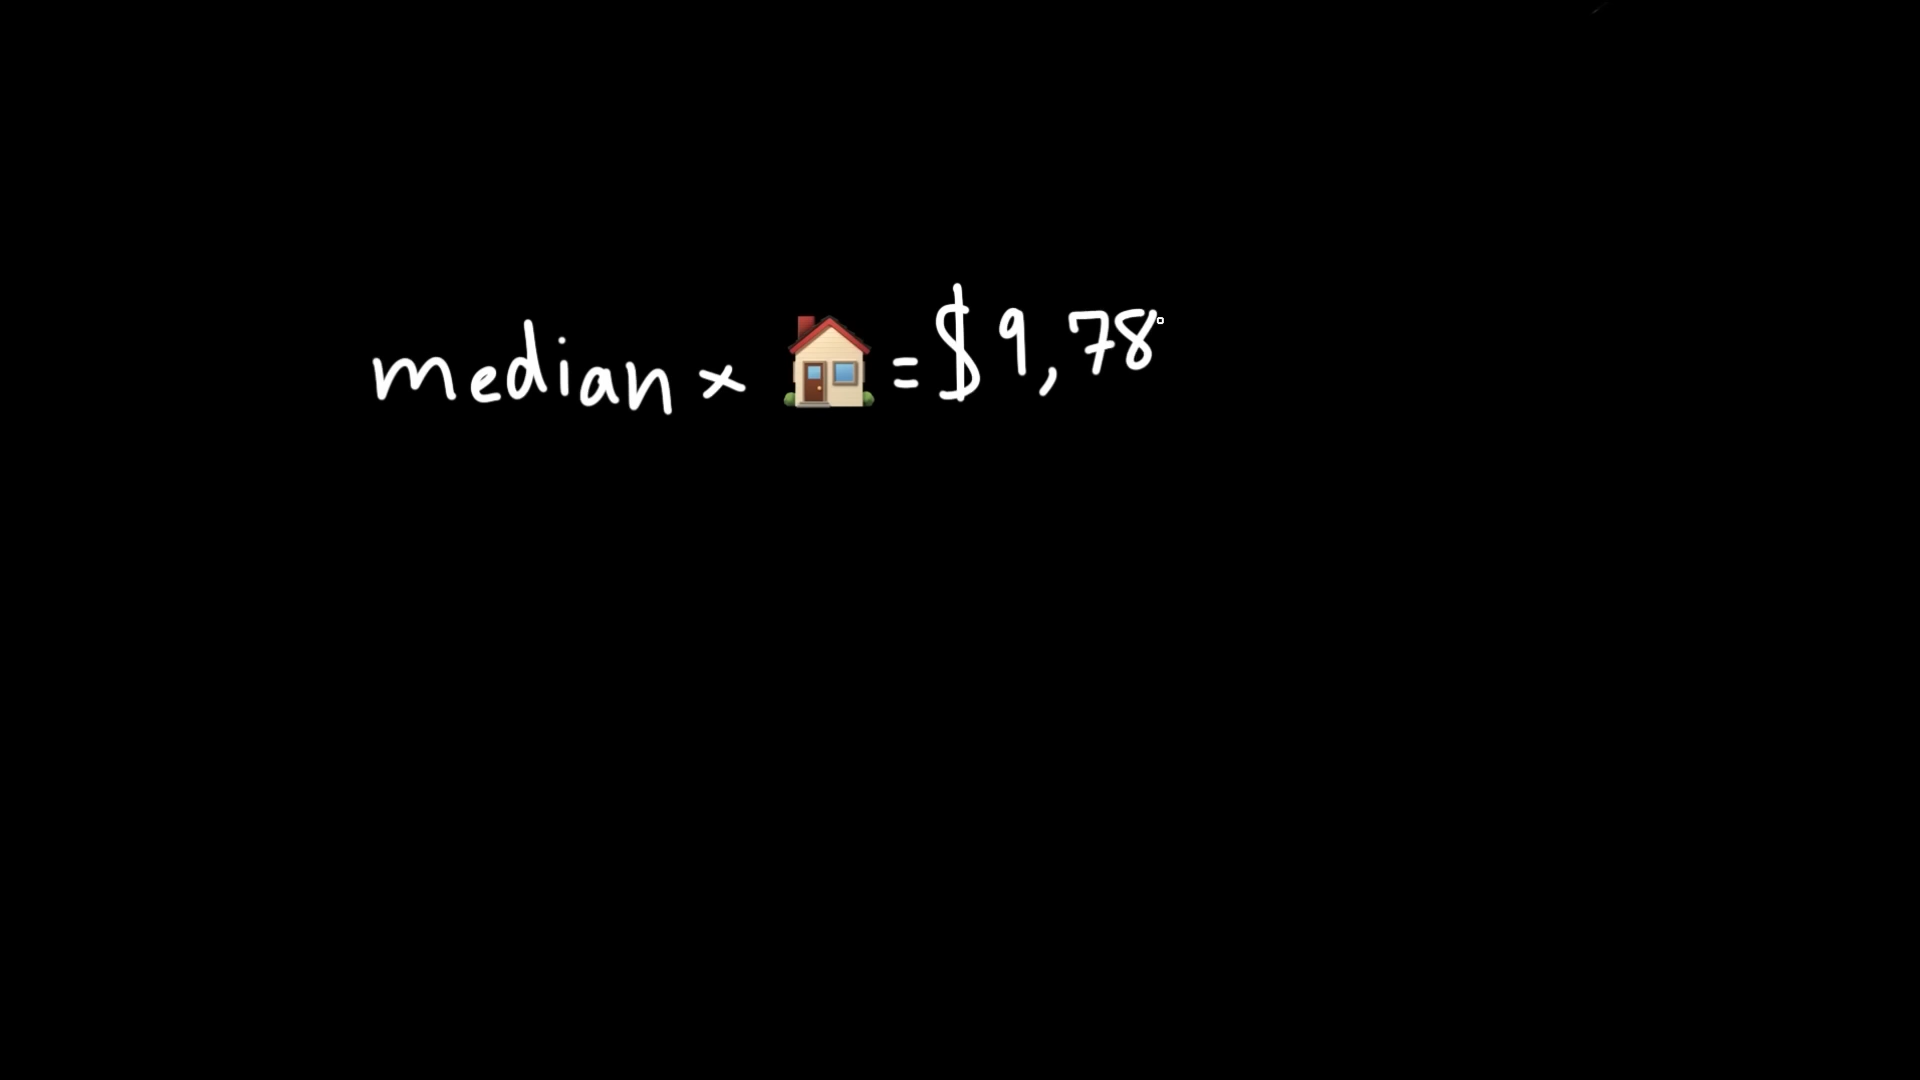 median × 🏠 = $9,78